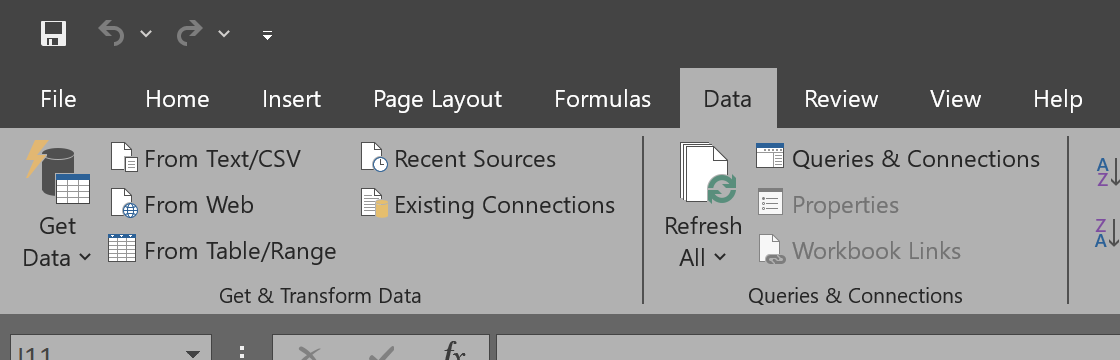 File Home Insert Page Layout Formulas Data Review View Help
From Text/CSV
From Web
From Table/Range
Recent Sources
Existing Connections
Get
Data
Get & Transform Data
Refresh
All
Queries & Connections
Properties
Workbook Links
Queries & Connections
A
Z
Z
A
fx